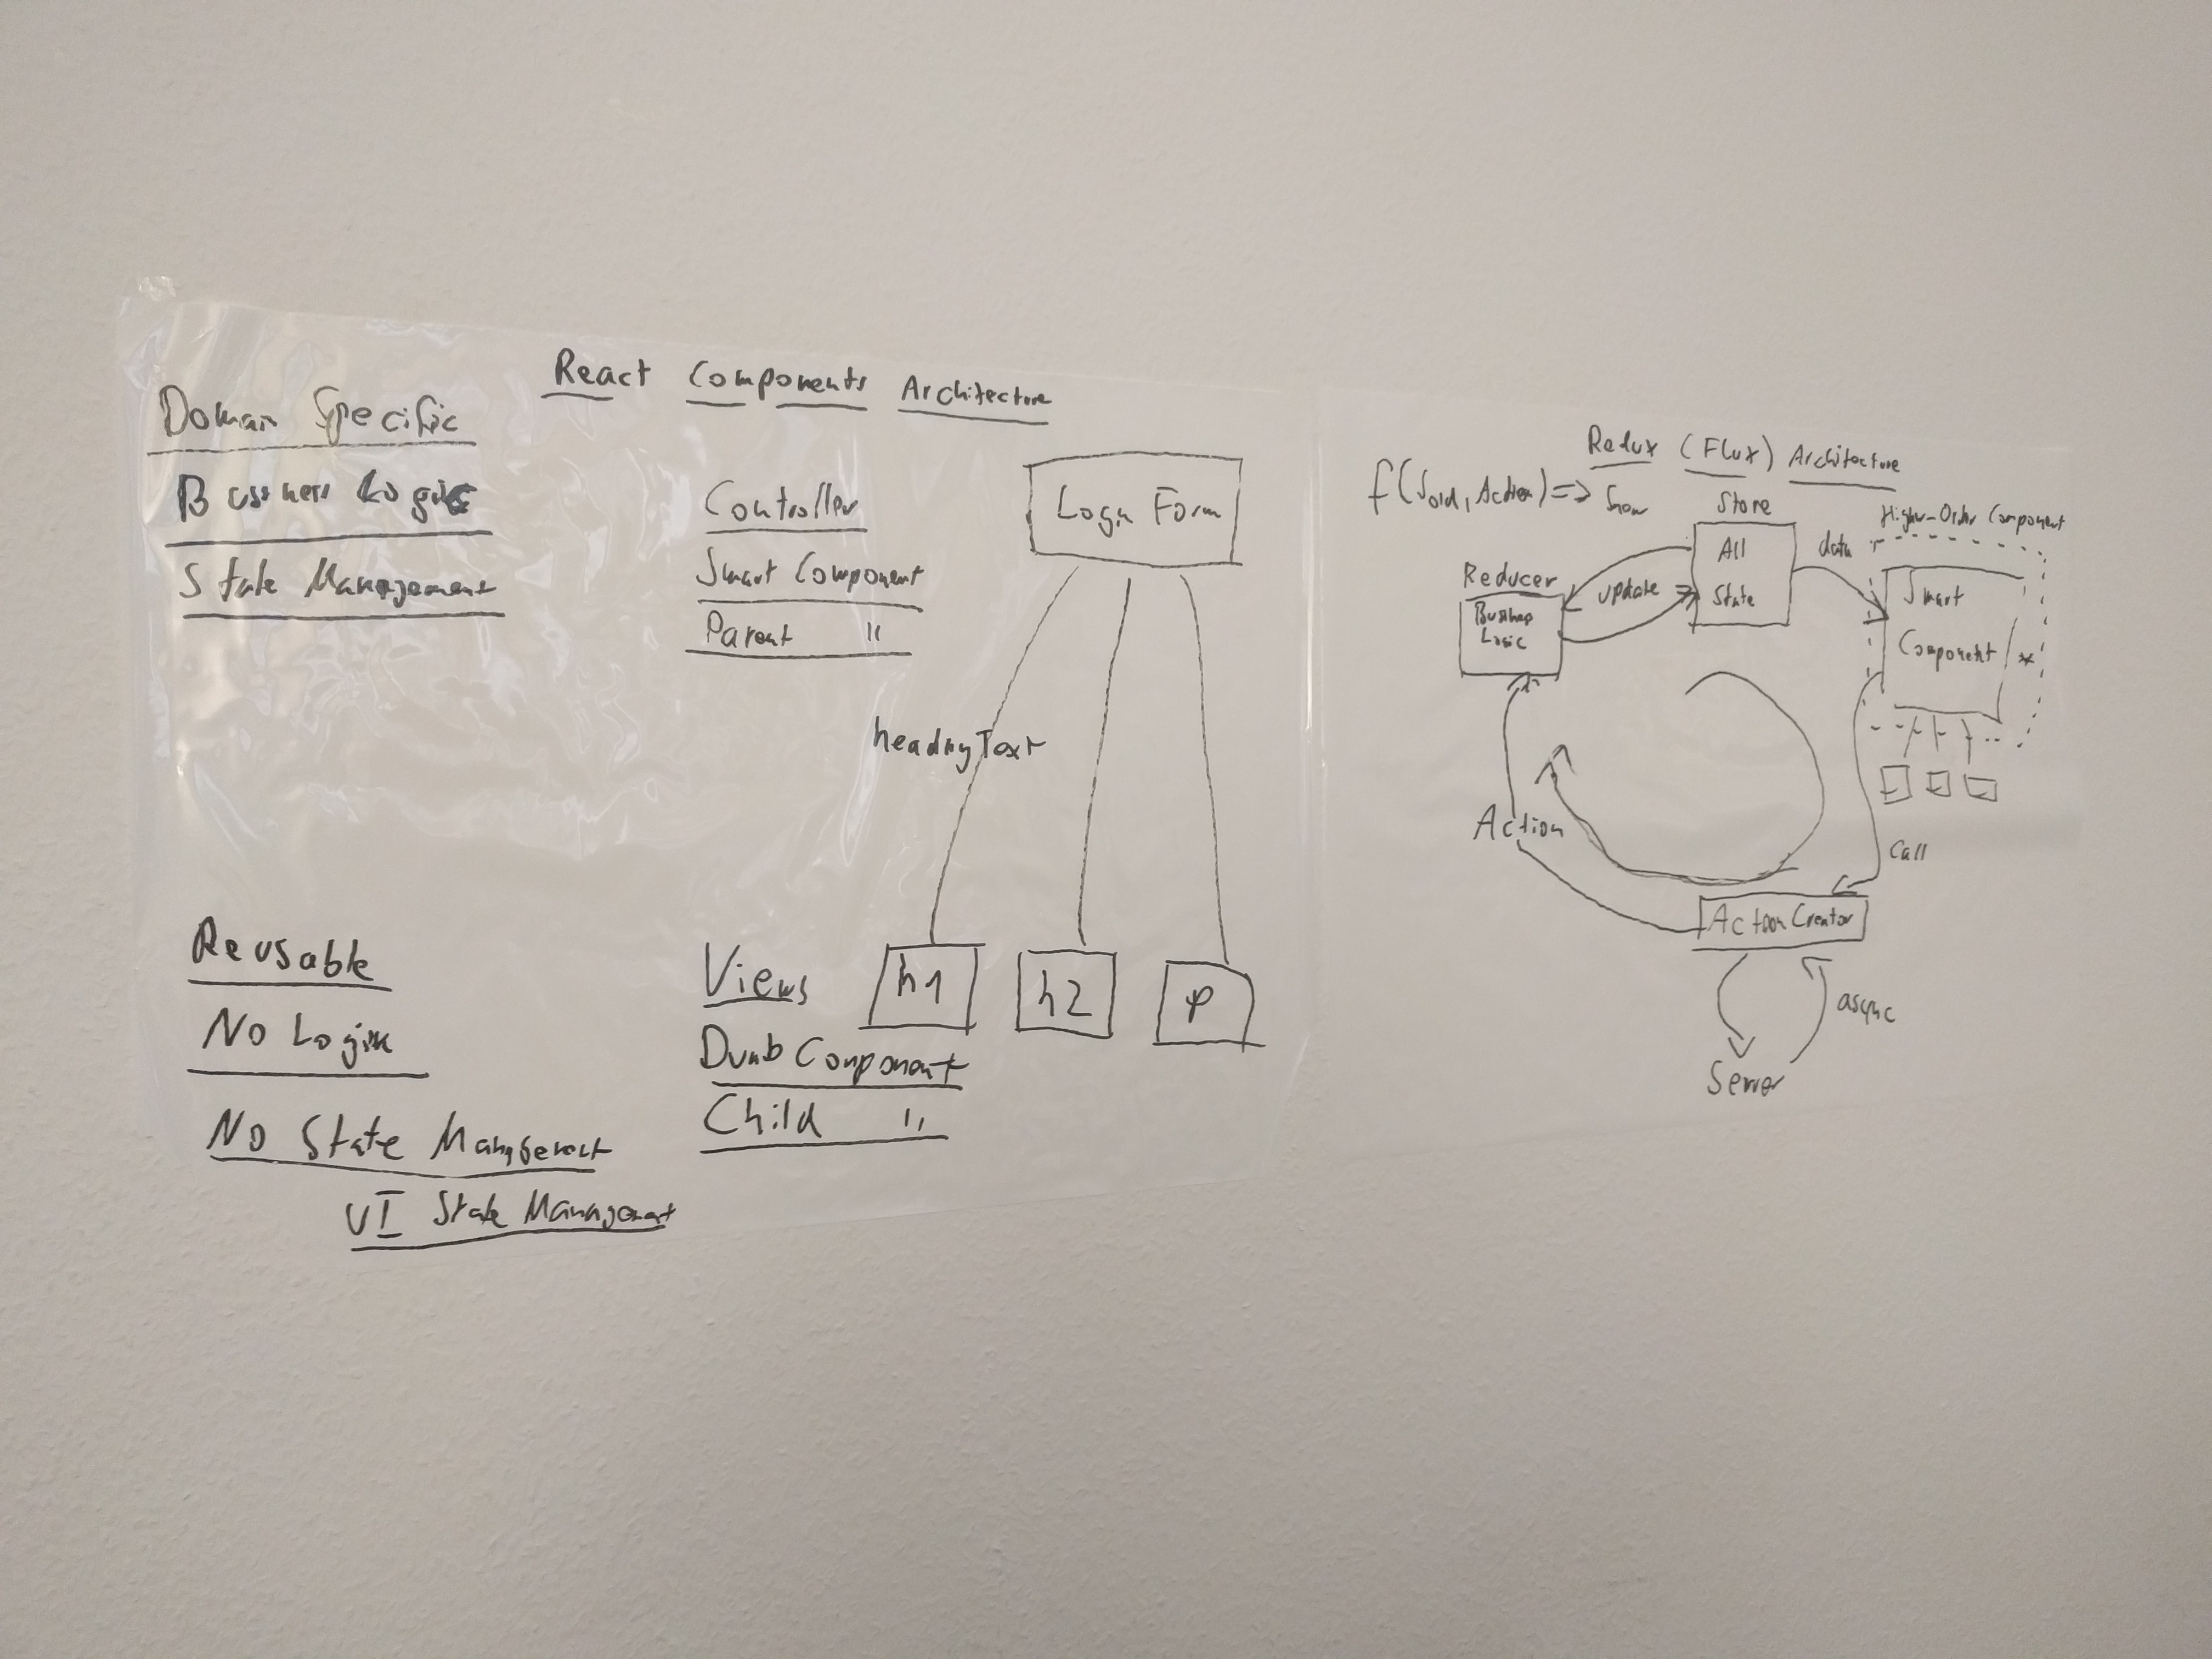 React Components Architecture
Domain Specific
Business Logic
State Management
Controller
Smart Component
Parent "
Login Form
headingText
Reusable
No Logik
No State Management
UI State Management
Views
Dumb Component
Child "
h1
h2
p
Redux (Flux) Architecture
f(Sold, Action) => Snew
Store
All
State
Higher-Order Component
data
Smart
Component
*
Reducer
Business
Logic
update
Action
Call
Action Creator
async
Server